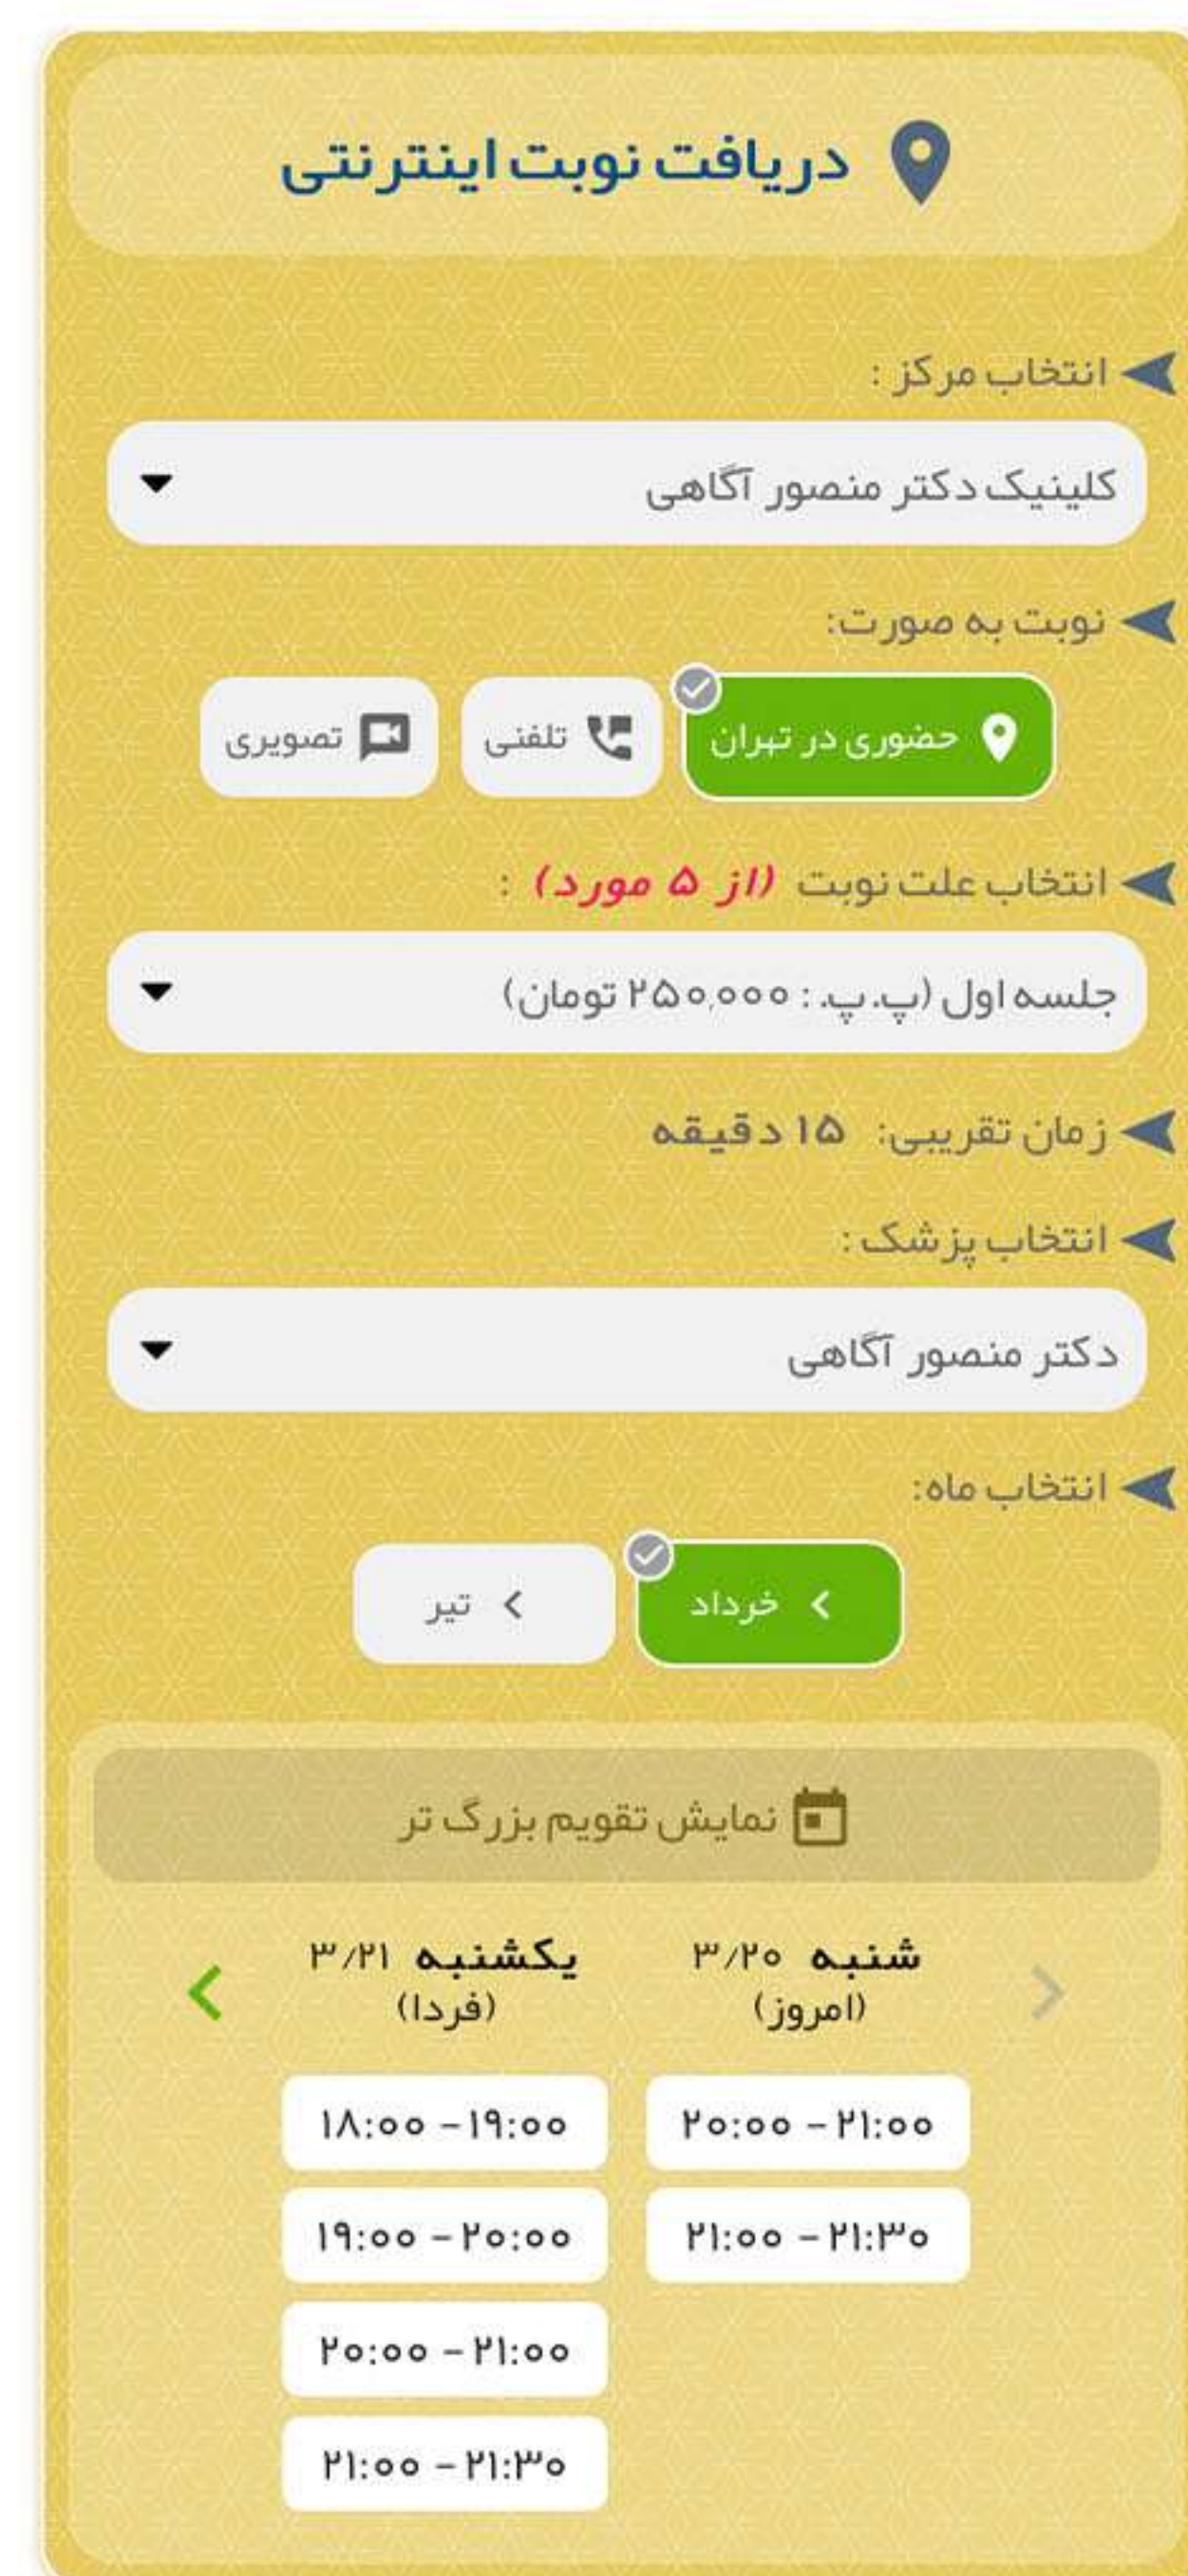 دریافت نوبت اینترنتی
انتخاب مرکز :
کلینیک دکتر منصور آگاهی
نوبت به صورت:
حضوری در تهران تلفنی تصویری
انتخاب علت نوبت (از ۵ مورد) :
جلسه اول (پ.پ. : ۲۵۰,۰۰۰ تومان)
زمان تقریبی: ۱۵ دقیقه
انتخاب پزشک :
دکتر منصور آگاهی
انتخاب ماه:
خرداد تیر
نمایش تقویم بزرگ تر
شنبه ۳/۲۰ یکشنبه ۳/۲۱
(امروز) (فردا)
۲۰:۰۰ – ۲۱:۰۰ ۱۸:۰۰ – ۱۹:۰۰
۲۱:۰۰ – ۲۱:۳۰ ۱۹:۰۰ – ۲۰:۰۰
۲۰:۰۰ – ۲۱:۰۰
۲۱:۰۰ – ۲۱:۳۰